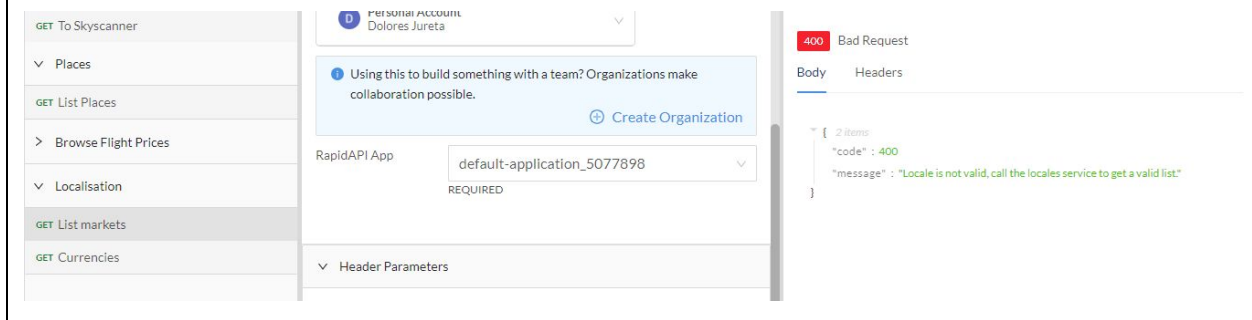 GET To Skyscanner
Places
GET List Places
Browse Flight Prices
Localisation
GET List markets
GET Currencies
Personal Account
D
Dolores Jureta
Using this to build something with a team? Organizations make
collaboration possible.
Create Organization
RapidAPI App
default-application_5077898
REQUIRED
Header Parameters
400 Bad Request
Body Headers
{ 2 items
"code" : 400
"message" : "Locale is not valid, call the locales service to get a valid list."
}